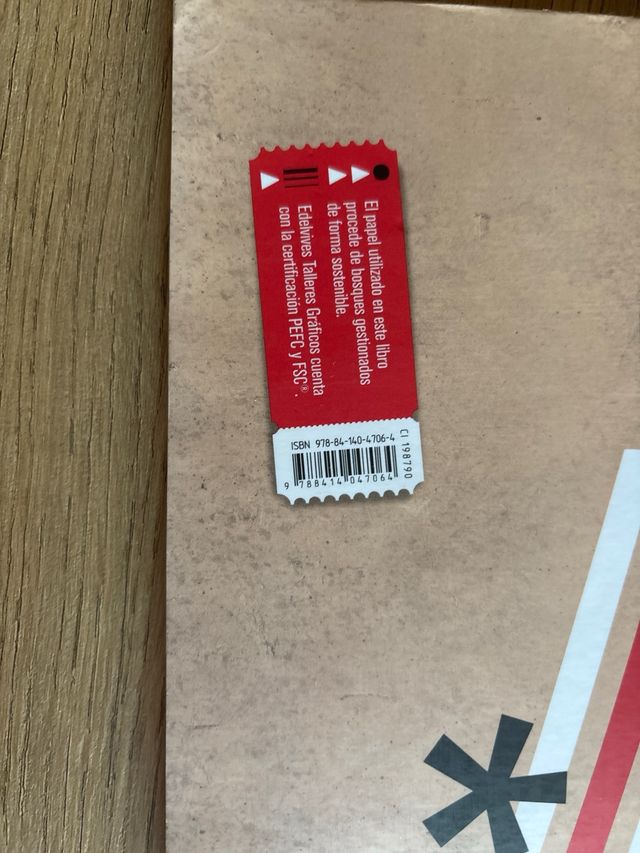 El papel utilizado en este libro
procede de bosques gestionados
de forma sostenible.
Edelvives Talleres Gráficos cuenta
con la certificación PEFC y FSC®.
ISBN 978-84-140-4706-4
9 788414 047064
CI 198790